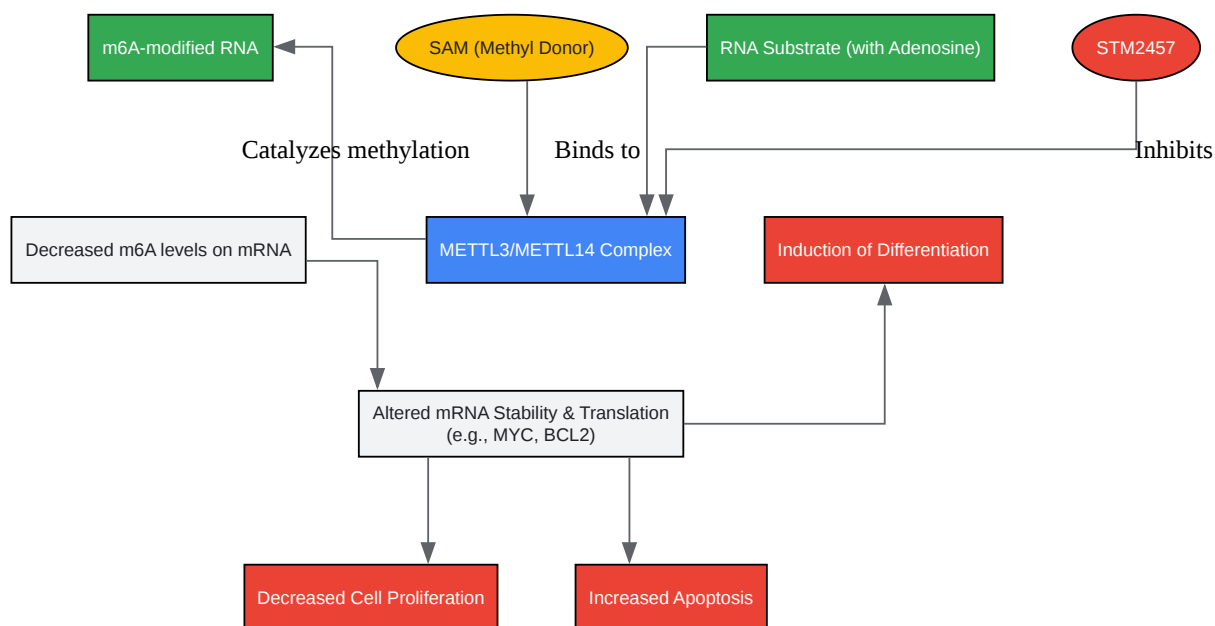 m6A-modified RNA
SAM (Methyl Donor)
RNA Substrate (with Adenosine)
STM2457
Catalyzes methylation
Binds to
Inhibits
Decreased m6A levels on mRNA
METTL3/METTL14 Complex
Induction of Differentiation
Altered mRNA Stability & Translation
(e.g., MYC, BCL2)
Decreased Cell Proliferation
Increased Apoptosis